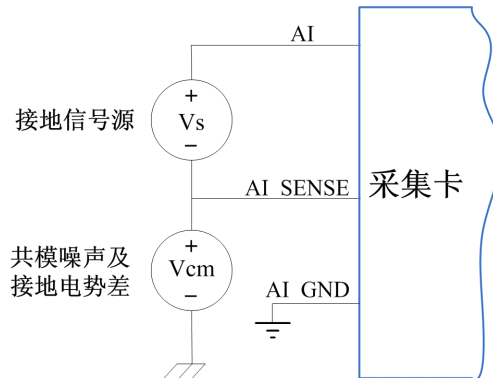 AI
+
接地信号源
Vs
−
AI SENSE
采集卡
+
共模噪声及
接地电势差
Vcm
−
AI GND